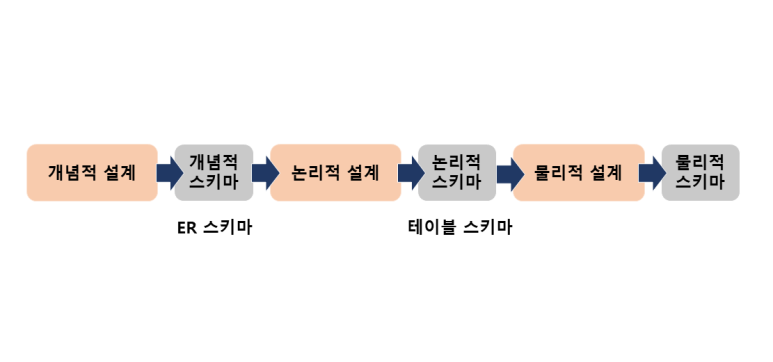 개념적 설계
개념적
스키마
논리적 설계
논리적
스키마
물리적 설계
물리적
스키마
ER 스키마
테이블 스키마